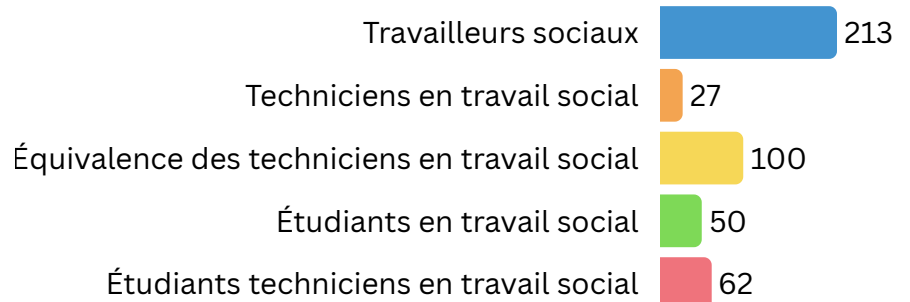 Travailleurs sociaux 213
Techniciens en travail social 27
Équivalence des techniciens en travail social 100
Étudiants en travail social 50
Étudiants techniciens en travail social 62